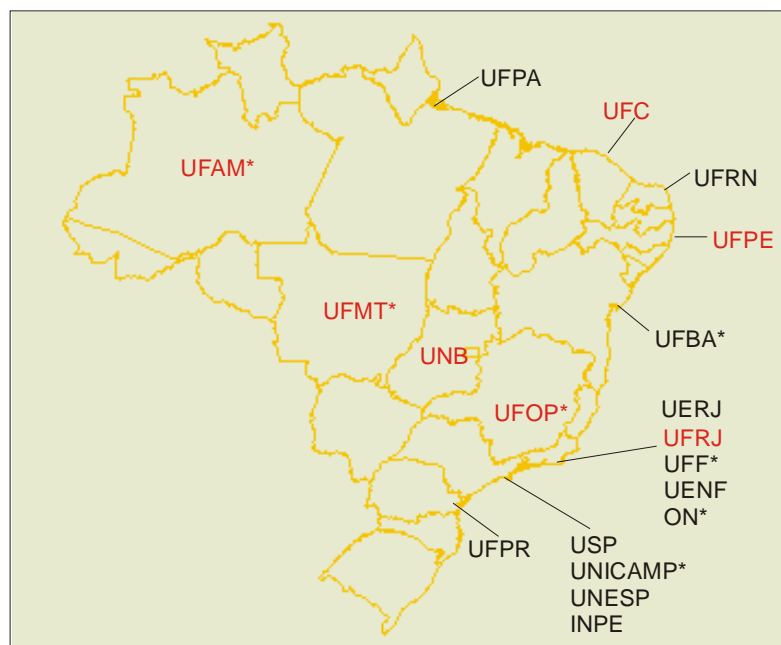 UFPA
UFC
UFAM*
UFRN
UFPE
UFMT*
UFBA*
UNB
UFOP*
UERJ
UFRJ
UFF*
UENF
ON*
UFPR
USP
UNICAMP*
UNESP
INPE